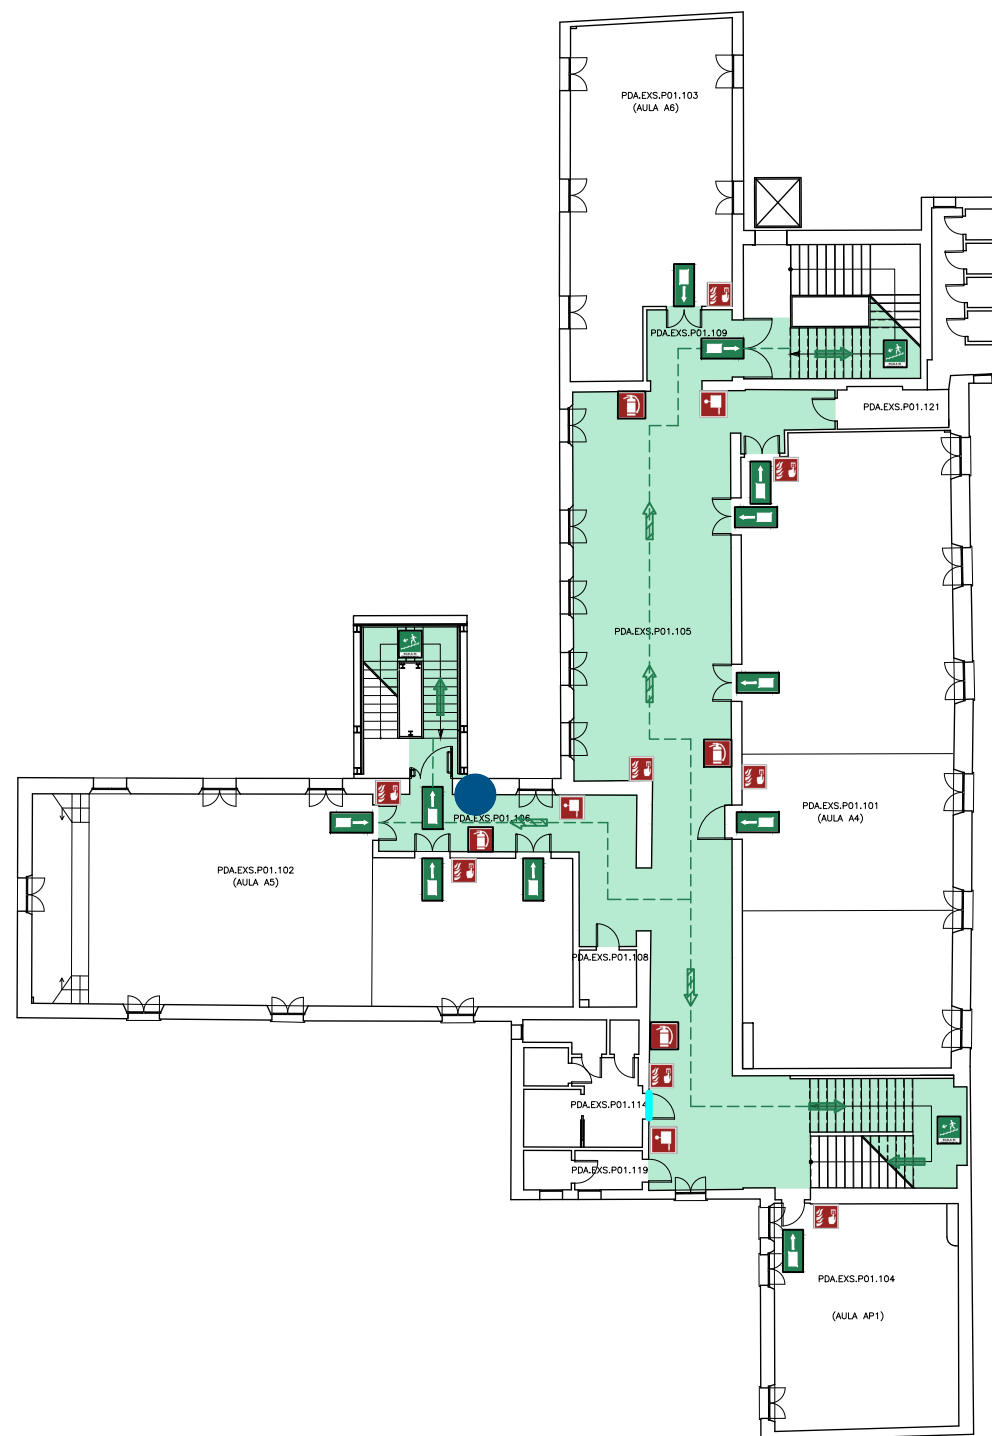 PDA.EXS.P01.103
(AULA A6)
PDA.EXS.P01.109
PDA.EXS.P01.121
PDA.EXS.P01.105
PDA.EXS.P01.101
(AULA A4)
PDA.EXS.P01.106
PDA.EXS.P01.102
(AULA A5)
PDA.EXS.P01.108
PDA.EXS.P01.114
PDA.EXS.P01.119
PDA.EXS.P01.104
(AULA AP1)